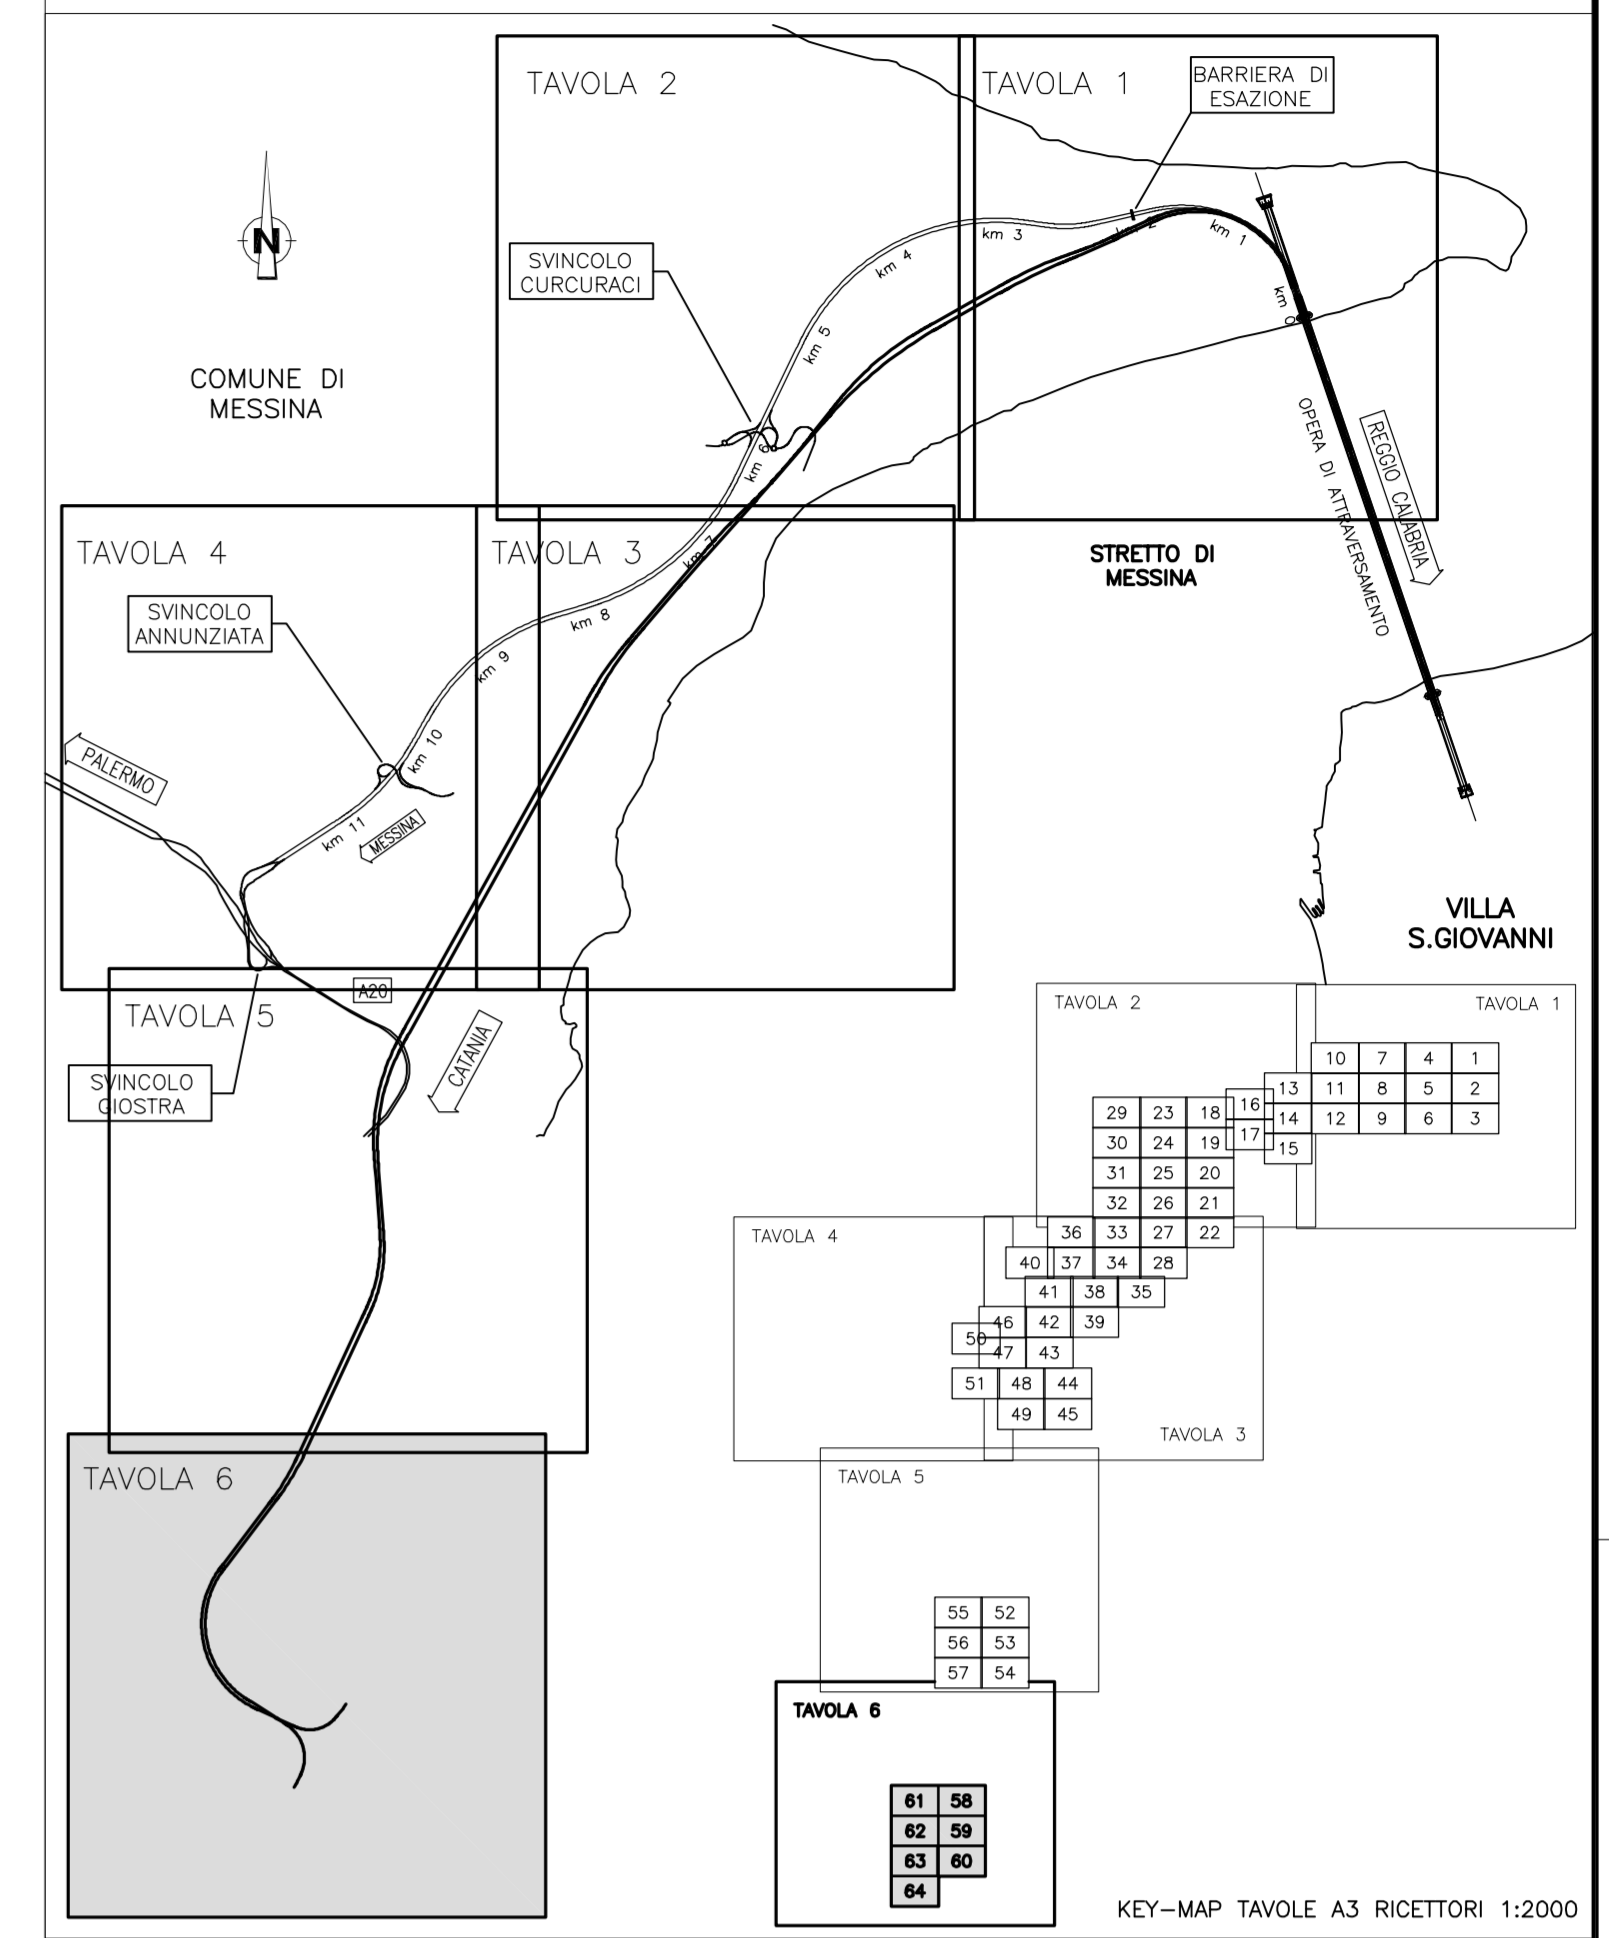 TAVOLA 2
TAVOLA 1
BARRIERA DI
ESAZIONE
N
SVINCOLO
CURCURACI
COMUNE DI
MESSINA
km 0
km 1
km 2
km 3
km 4
km 5
km 6
km 7
km 8
km 9
km 10
km 11
OPERA DI ATTRAVERSAMENTO
REGGIO CALABRIA
STRETTO DI
MESSINA
TAVOLA 4
TAVOLA 3
SVINCOLO
ANNUNZIATA
PALERMO
MESSINA
VILLA
S.GIOVANNI
A20
TAVOLA 5
CATANIA
SVINCOLO
GIOSTRA
TAVOLA 6
TAVOLA 2
TAVOLA 1
10 7 4 1
13 11 8 5 2
16 14 12 9 6 3
17 15
29 23 18
30 24 19
31 25 20
32 26 21
36 33 27 22
40 37 34 28
41 38 35
46 42 39
50 47 43
51 48 44
49 45
TAVOLA 4
TAVOLA 3
TAVOLA 5
55 52
56 53
57 54
TAVOLA 6
61 58
62 59
63 60
64
KEY-MAP TAVOLE A3 RICETTORI 1:2000